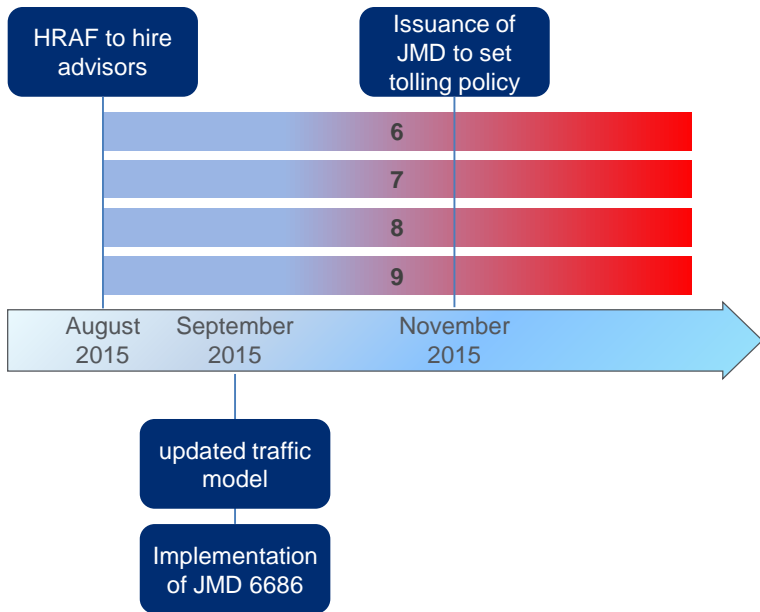 HRAF to hire
advisors
Issuance of
JMD to set
tolling policy
6
7
8
9
August
2015
September
2015
November
2015
updated traffic
model
Implementation
of JMD 6686